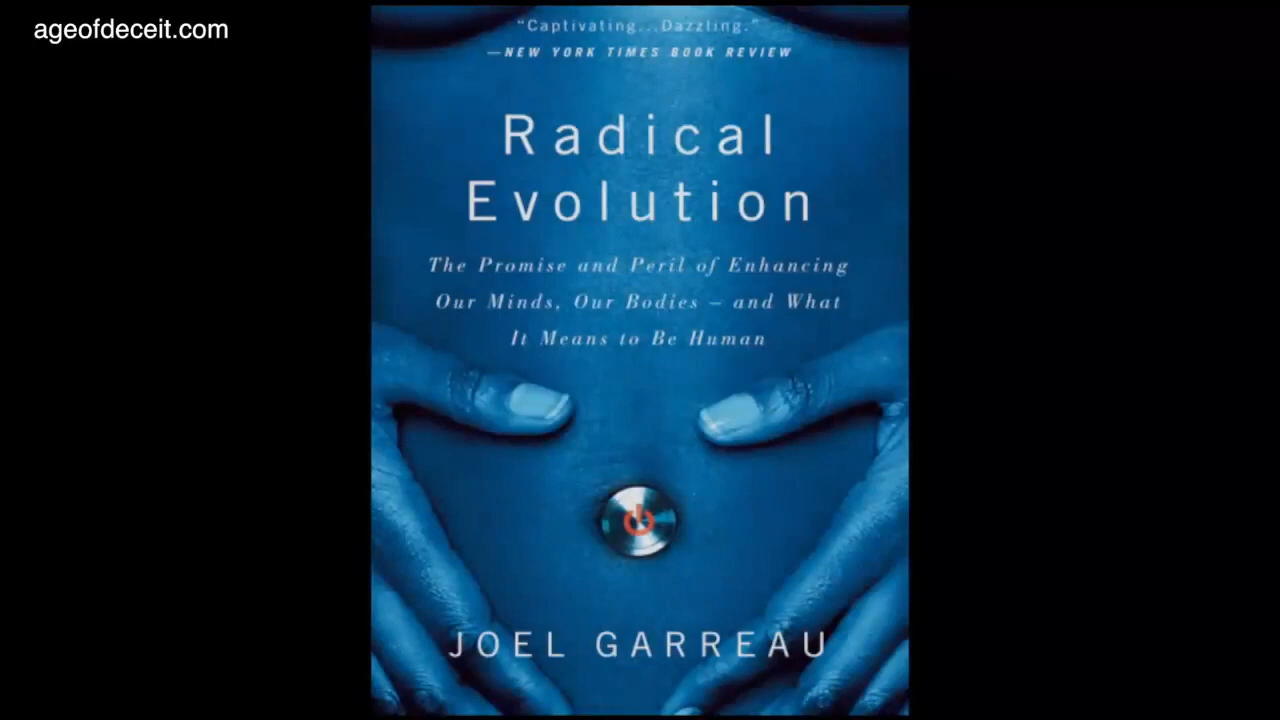 ageofdeceit.com
“Captivating...Dazzling.”
—NEW YORK TIMES BOOK REVIEW
Radical
Evolution
The Promise and Peril of Enhancing
Our Minds, Our Bodies – and What
It Means to Be Human
JOEL GARREAU